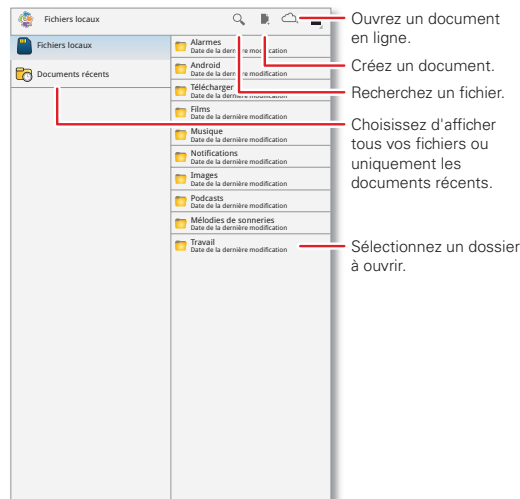 Fichiers locaux
Fichiers locaux
Documents récents
Alarmes
Date de la dernière modification
Android
Date de la dernière modification
Télécharger
Date de la dernière modification
Films
Date de la dernière modification
Musique
Date de la dernière modification
Notifications
Date de la dernière modification
Images
Date de la dernière modification
Podcasts
Date de la dernière modification
Mélodies de sonneries
Date de la dernière modification
Travail
Date de la dernière modification
Ouvrez un document
en ligne.
Créez un document.
Recherchez un fichier.
Choisissez d'afficher
tous vos fichiers ou
uniquement les
documents récents.
Sélectionnez un dossier
à ouvrir.